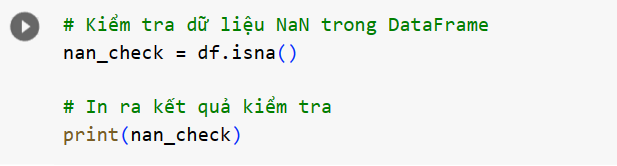 # Kiểm tra dữ liệu NaN trong DataFrame
nan_check = df.isna()
# In ra kết quả kiểm tra
print(nan_check)